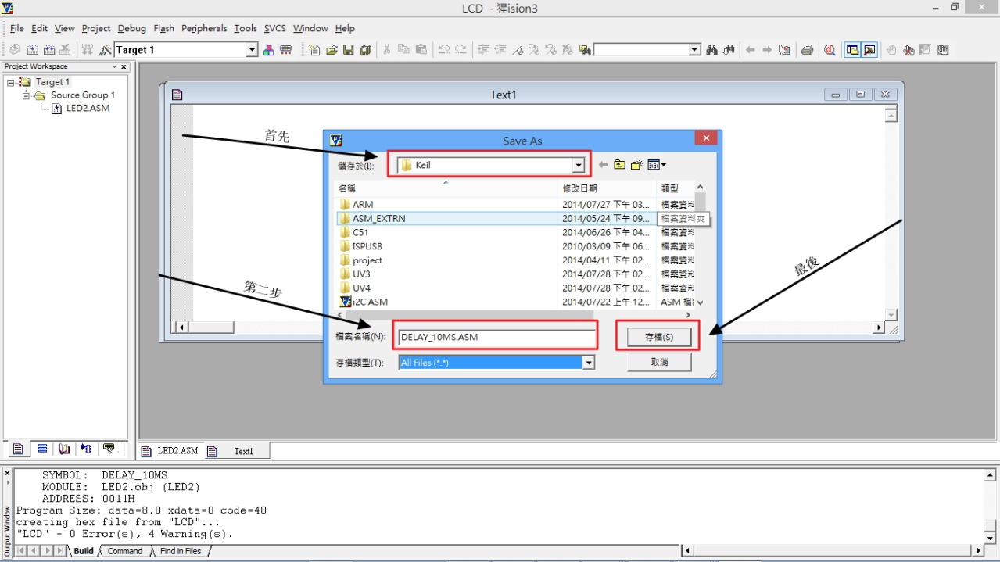 LCD - 猩ision3
File Edit View Project Debug Flash Peripherals Tools SVCS Window Help
LOAD Target 1
Project Workspace
Target 1
Source Group 1
LED2.ASM
Text1
首先
Save As
儲存於(I):
Keil
名稱 修改日期 類型
ARM 2014/07/27 下午 03... 檔案資料
ASM_EXTRN 2014/05/24 下午 09... 檔案資料夾
C51 2014/06/26 下午 04... 檔案資料
ISPUSB 2010/03/09 下午 06... 檔案資料
project 2014/04/11 下午 02... 檔案資料
UV3 2014/07/28 下午 02... 檔案資料
UV4 2014/07/28 下午 02... 檔案資料
i2C.ASM 2014/07/22 上午 12... ASM 檔
最後
第二步
檔案名稱(N): DELAY_10MS.ASM 存檔(S)
存檔類型(T): All Files (*.*) 取消
LED2.ASM Text1
SYMBOL: DELAY_10MS
MODULE: LED2.obj (LED2)
ADDRESS: 0011H
Program Size: data=8.0 xdata=0 code=40
creating hex file from "LCD"...
"LCD" - 0 Error(s), 4 Warning(s).
Output Window
Build Command Find in Files